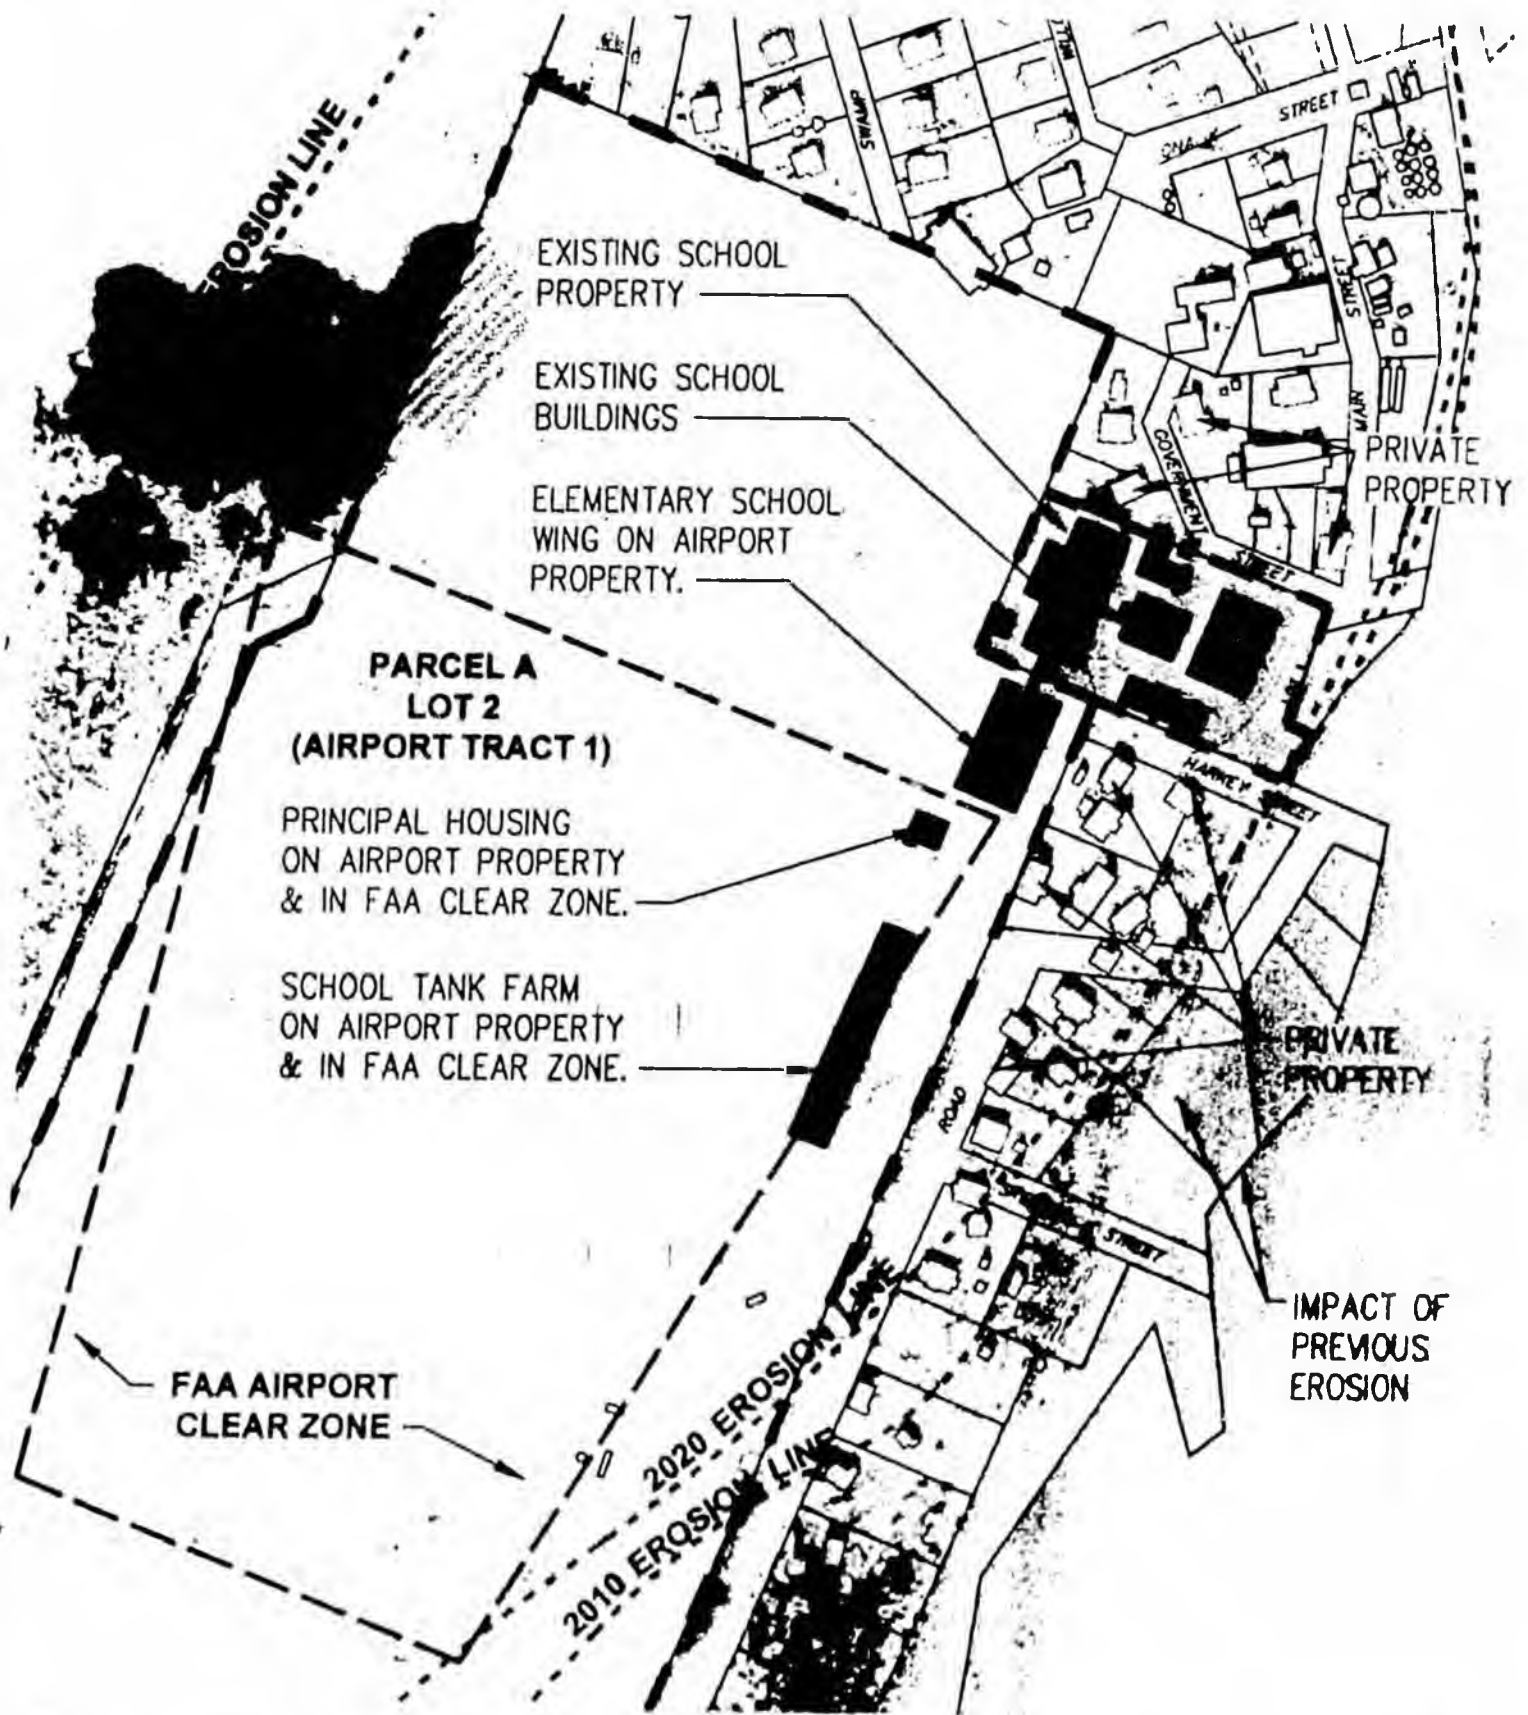 EROSION LINE
SWAMP
STREET
EXISTING SCHOOL
PROPERTY
STREET
MAIN
EXISTING SCHOOL
BUILDINGS
GOVERNMENT
STREET
PRIVATE
PROPERTY
ELEMENTARY SCHOOL
WING ON AIRPORT
PROPERTY.
PARCEL A
LOT 2
(AIRPORT TRACT 1)
HARKEY STREET
PRINCIPAL HOUSING
ON AIRPORT PROPERTY
& IN FAA CLEAR ZONE.
SCHOOL TANK FARM
ON AIRPORT PROPERTY
& IN FAA CLEAR ZONE.
PRIVATE
PROPERTY
ROAD
STREET
IMPACT OF
PREVIOUS
EROSION
FAA AIRPORT
CLEAR ZONE
2020 EROSION LINE
2010 EROSION LINE